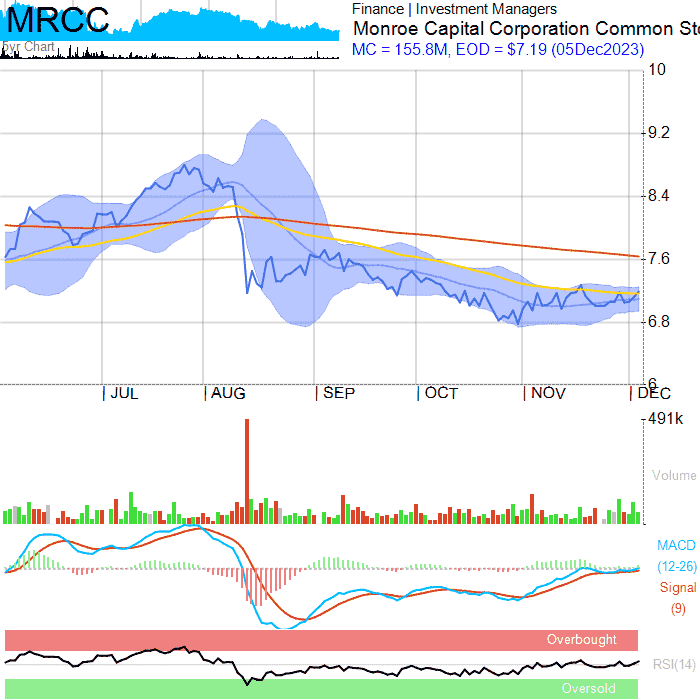 MRCC
5yr Chart
Finance | Investment Managers
Monroe Capital Corporation Common Sto
MC = 155.8M, EOD = $7.19 (05Dec2023)
10
9.2
8.4
7.6
6.8
6
| JUL | AUG | SEP | OCT | NOV | DEC
491k
Volume
MACD
(12-26)
Signal
(9)
Overbought
RSI(14)
Oversold